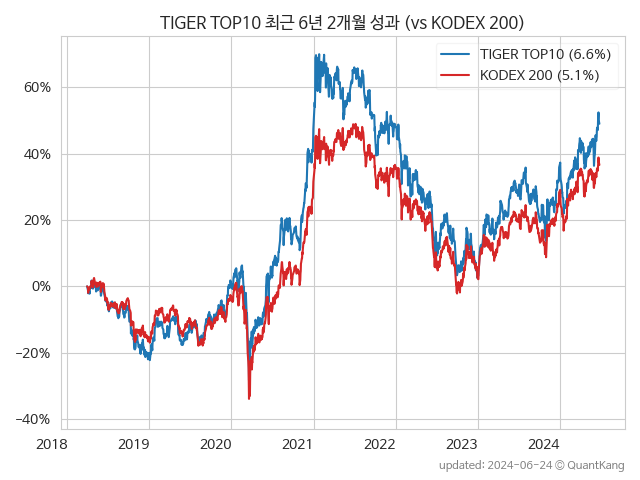 TIGER TOP10 최근 6년 2개월 성과 (vs KODEX 200)
TIGER TOP10 (6.6%)
KODEX 200 (5.1%)
60%
40%
20%
0%
−20%
−40%
2018 2019 2020 2021 2022 2023 2024
updated: 2024-06-24 ⓒ QuantKang